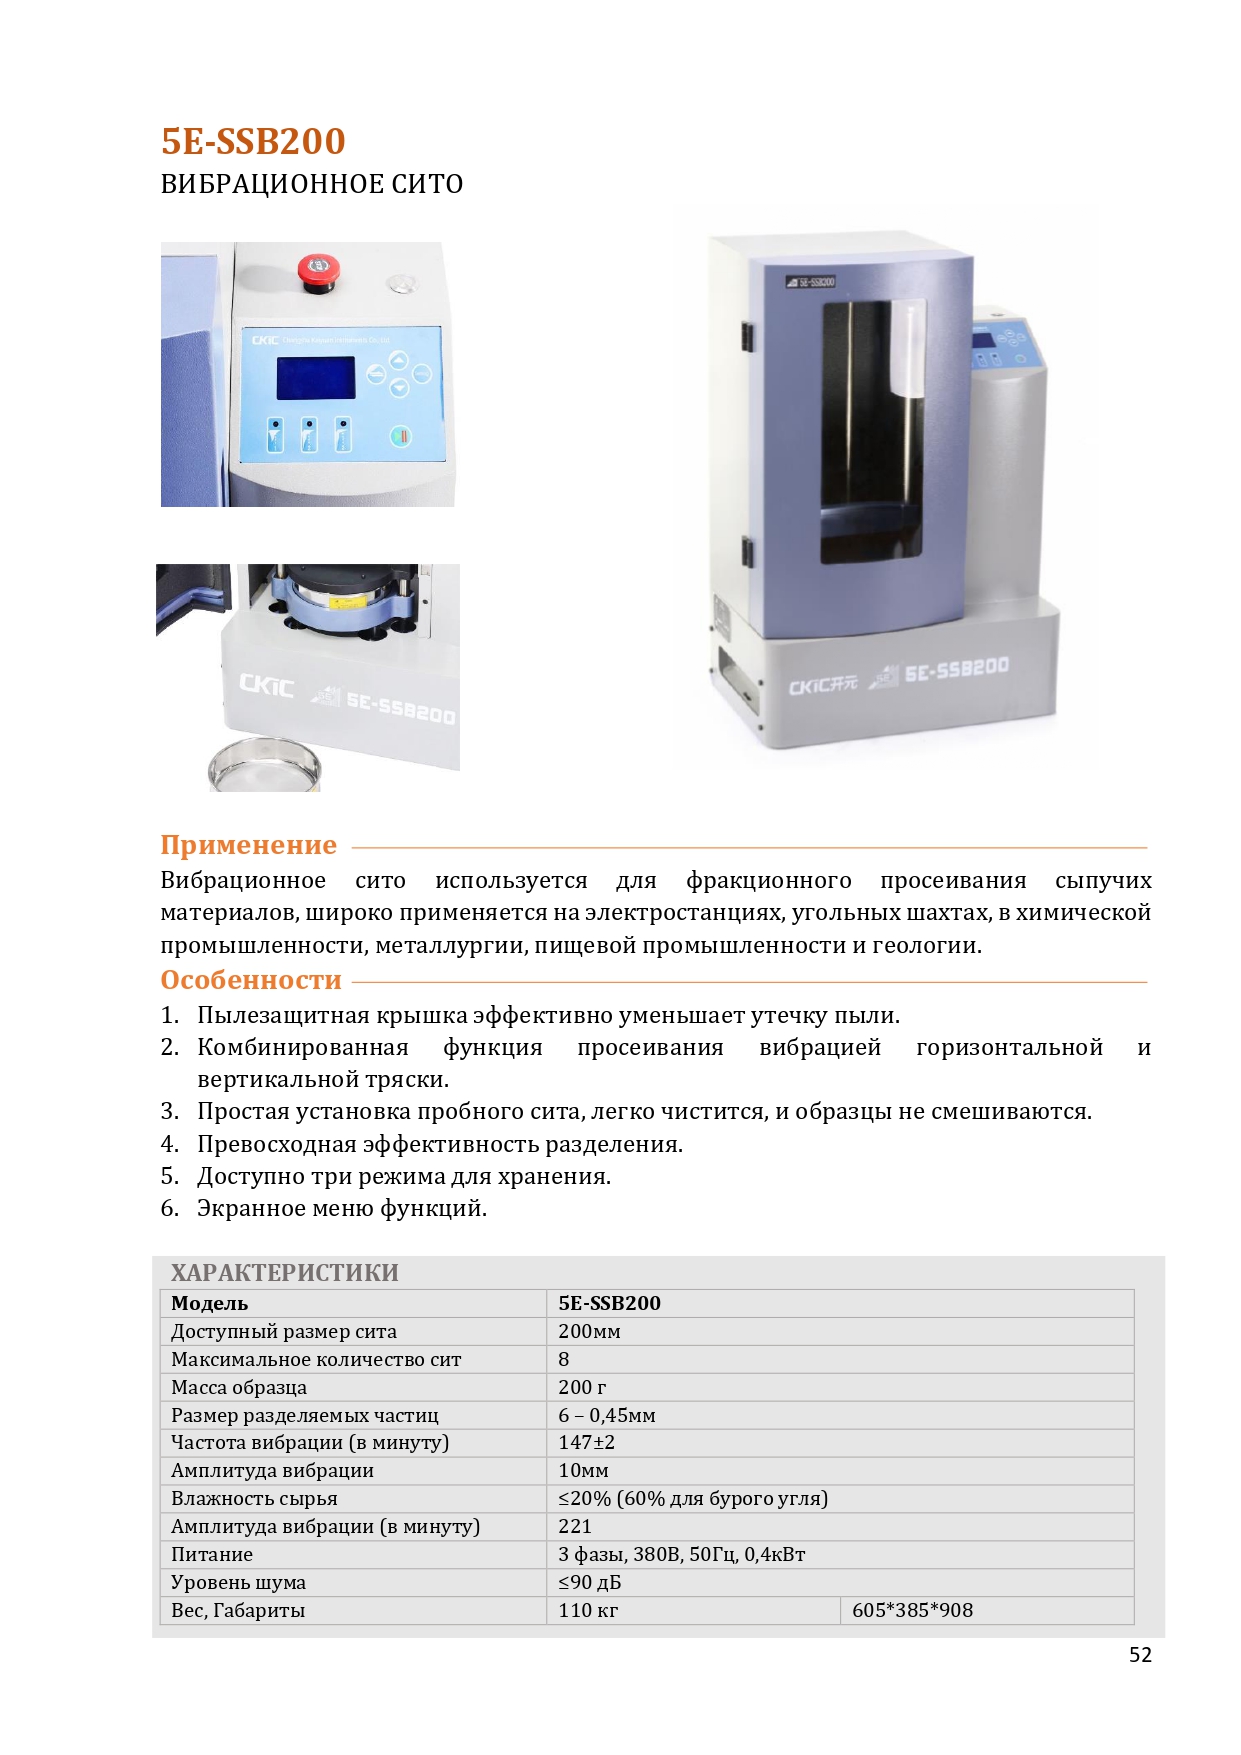 5E-SSB200
ВИБРАЦИОННОЕ СИТО
CKIC
5E-SSB200
CKIC 5E-SSB200
CKIC开元 5E-SSB200
Применение
Вибрационное сито используется для фракционного просеивания сыпучих
материалов, широко применяется на электростанциях, угольных шахтах, в химической
промышленности, металлургии, пищевой промышленности и геологии.
Особенности
1. Пылезащитная крышка эффективно уменьшает утечку пыли.
2. Комбинированная функция просеивания вибрацией горизонтальной и
вертикальной тряски.
3. Простая установка пробного сита, легко чистится, и образцы не смешиваются.
4. Превосходная эффективность разделения.
5. Доступно три режима для хранения.
6. Экранное меню функций.
ХАРАКТЕРИСТИКИ
Модель 5E-SSB200
Доступный размер сита 200мм
Максимальное количество сит 8
Масса образца 200 г
Размер разделяемых частиц 6 – 0,45мм
Частота вибрации (в минуту) 147±2
Амплитуда вибрации 10мм
Влажность сырья ≤20% (60% для бурого угля)
Амплитуда вибрации (в минуту) 221
Питание 3 фазы, 380В, 50Гц, 0,4кВт
Уровень шума ≤90 дБ
Вес, Габариты 110 кг 605*385*908
52